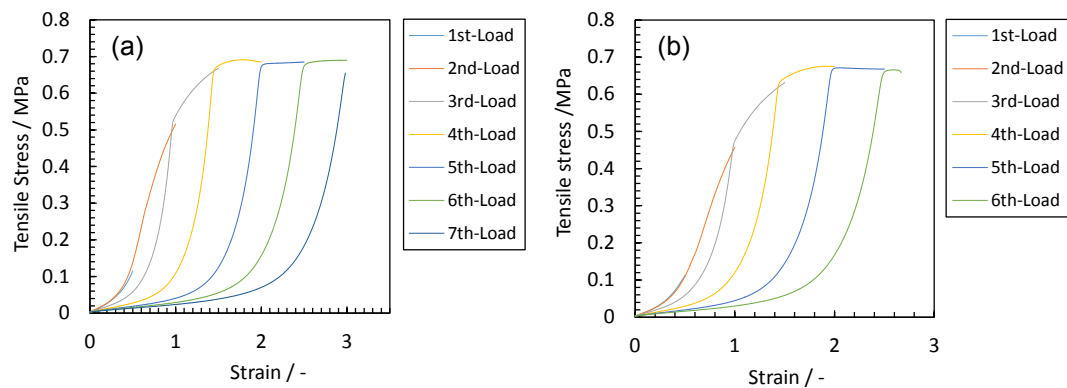 (a)
Tensile Stress / MPa
0.8
0.7
0.6
0.5
0.4
0.3
0.2
0.1
0
0 1 2 3
Strain / -
1st-Load
2nd-Load
3rd-Load
4th-Load
5th-Load
6th-Load
7th-Load
(b)
Tensile stress /MPa
0.8
0.7
0.6
0.5
0.4
0.3
0.2
0.1
0
0 1 2 3
Strain / -
1st-Load
2nd-Load
3rd-Load
4th-Load
5th-Load
6th-Load